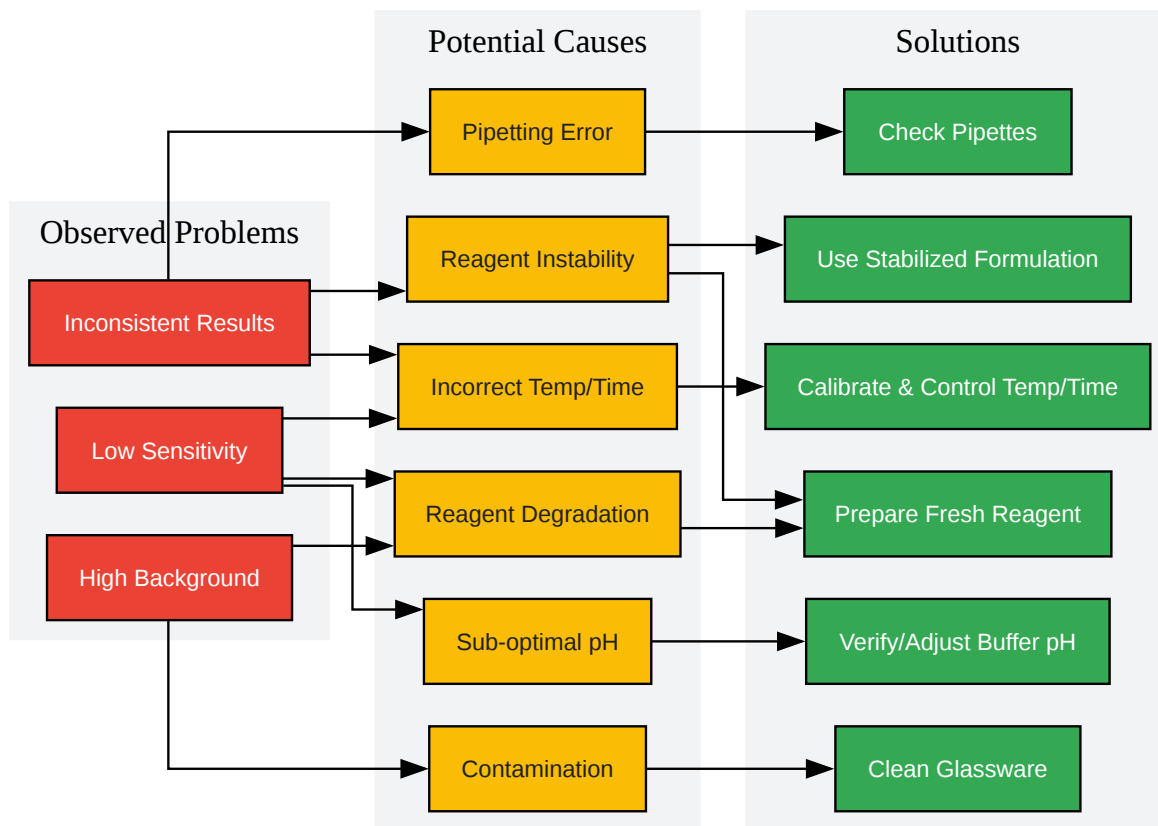 Potential Causes
Solutions
Observed Problems
Pipetting Error
Check Pipettes
Reagent Instability
Use Stabilized Formulation
Inconsistent Results
Incorrect Temp/Time
Calibrate & Control Temp/Time
Low Sensitivity
Reagent Degradation
Prepare Fresh Reagent
High Background
Sub-optimal pH
Verify/Adjust Buffer pH
Contamination
Clean Glassware